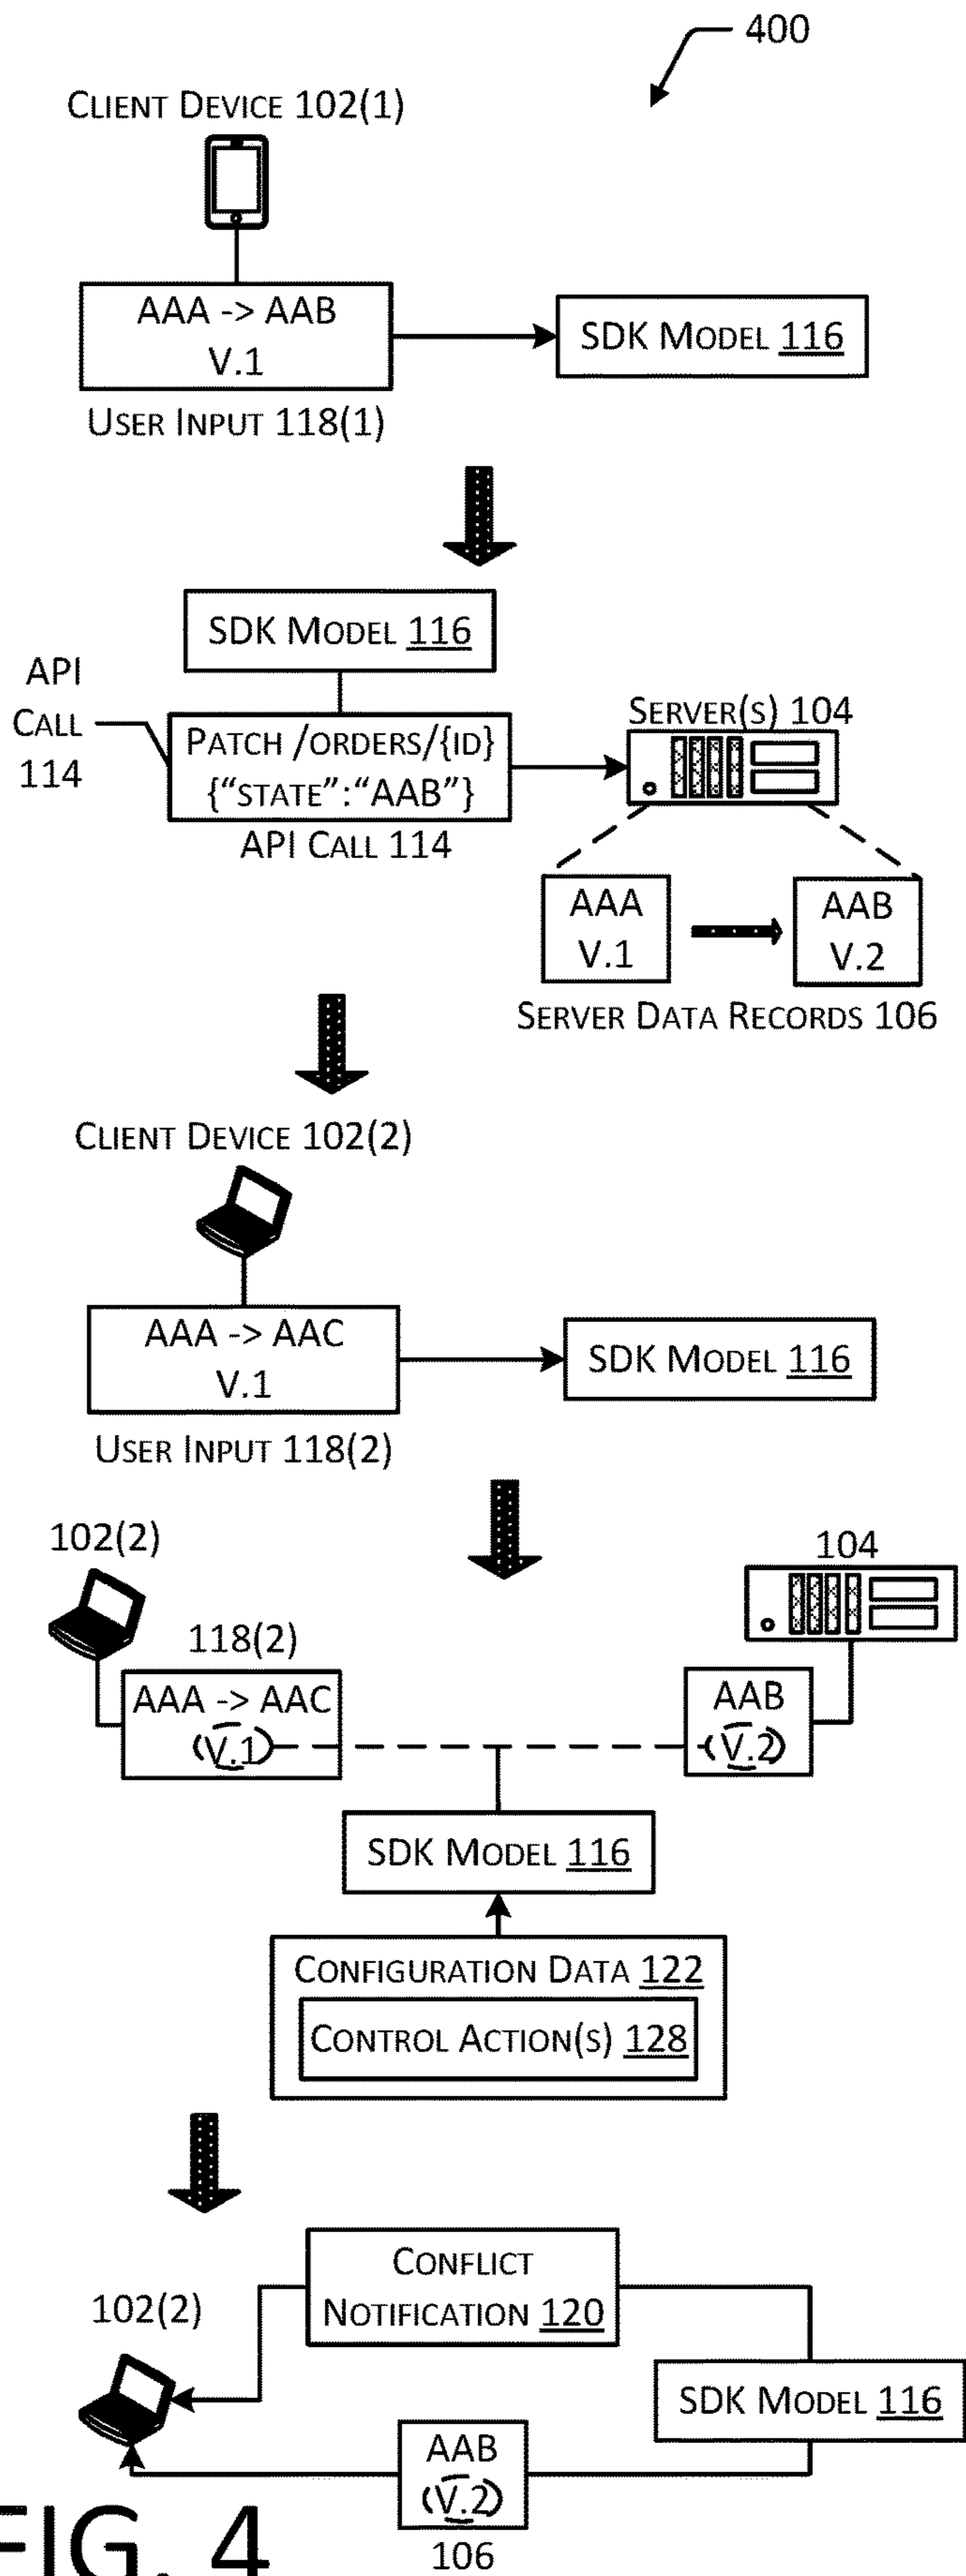 400
CLIENT DEVICE 102(1)
AAA -> AAB
V.1
SDK MODEL 116
USER INPUT 118(1)
SDK MODEL 116
API
CALL
114
PATCH /ORDERS/{ID}
{“STATE”:“AAB”}
API CALL 114
SERVER(S) 104
AAA
V.1
AAB
V.2
SERVER DATA RECORDS 106
CLIENT DEVICE 102(2)
AAA -> AAC
V.1
SDK MODEL 116
USER INPUT 118(2)
102(2)
104
118(2)
AAA -> AAC
(V.1)
AAB
(V.2)
SDK MODEL 116
CONFIGURATION DATA 122
CONTROL ACTION(S) 128
CONFLICT
NOTIFICATION 120
102(2)
SDK MODEL 116
AAB
(V.2)
106
FIG. 4